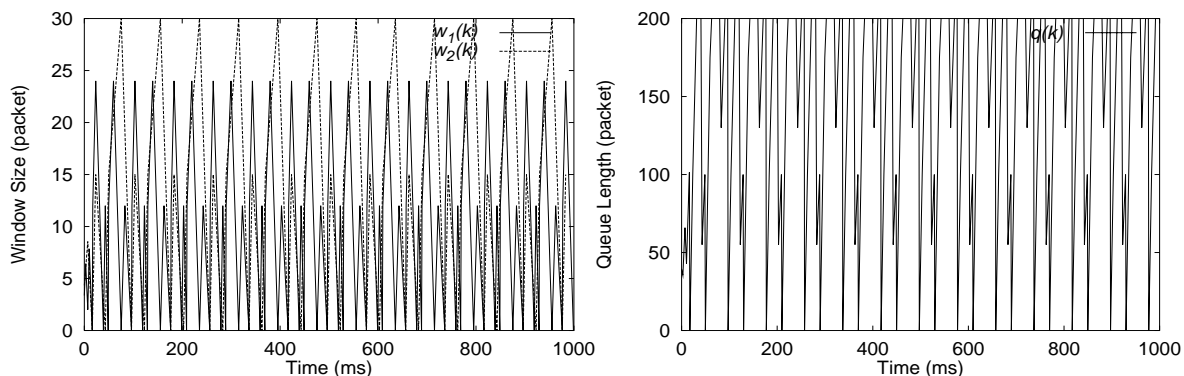 Window Size (packet)
30
25
20
15
10
5
0
w1(k)
w2(k)
0 200 400 600 800 1000
Time (ms)
Queue Length (packet)
200
150
100
50
0
q(k)
0 200 400 600 800 1000
Time (ms)